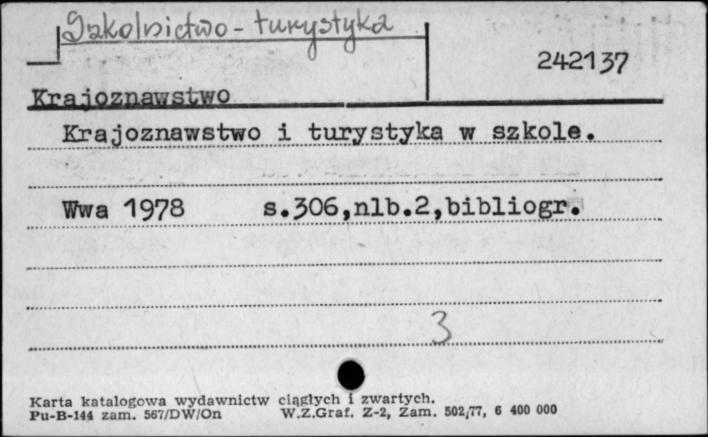 Szkolnictwo - turystyka
242137
Krajoznawstwo
Krajoznawstwo i turystyka w szkole.
Wwa 1978 s.306,nlb.2,bibliogr.
3
Karta katalogowa wydawnictw ciągłych i zwartych.
Pu-B-144 zam. 567/DW/On W.Z.Graf. Z-2, Zam. 502/77, 6 400 000